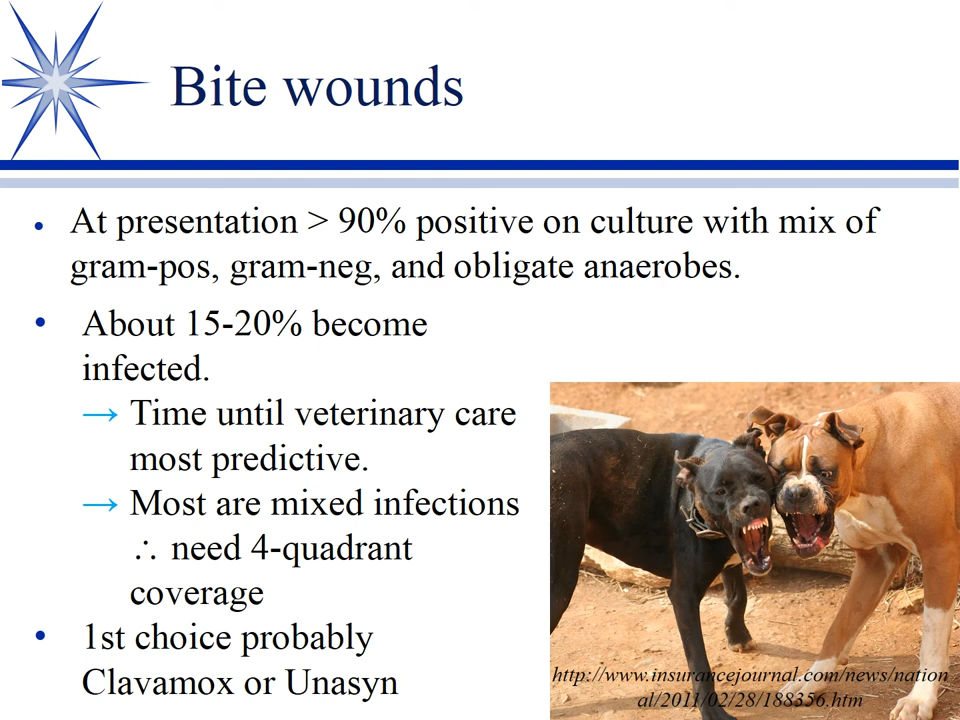 Bite wounds
• At presentation > 90% positive on culture with mix of
gram-pos, gram-neg, and obligate anaerobes.
• About 15-20% become
infected.
→ Time until veterinary care
most predictive.
→ Most are mixed infections
∴ need 4-quadrant
coverage
• 1st choice probably
Clavamox or Unasyn
http://www.insurancejournal.com/news/nation
al/2011/02/28/188356.htm